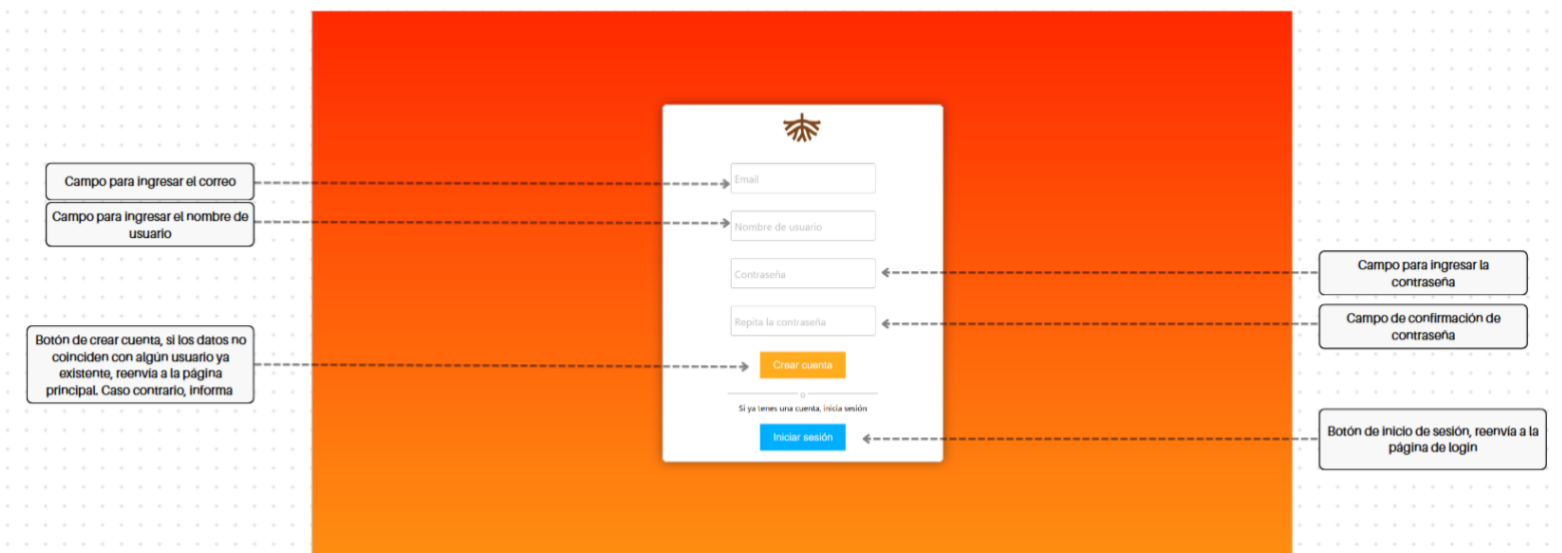 Campo para ingresar el correo
Campo para ingresar el nombre de
usuario
Botón de crear cuenta, si los datos no
coinciden con algún usuario ya
existente, reenvía a la página
principal. Caso contrario, informa
Email
Nombre de usuario
Contraseña
Repita la contraseña
Crear cuenta
o
Si ya tenes una cuenta, inicia sesión
Iniciar sesión
Campo para ingresar la
contraseña
Campo de confirmación de
contraseña
Botón de inicio de sesión, reenvía a la
página de login